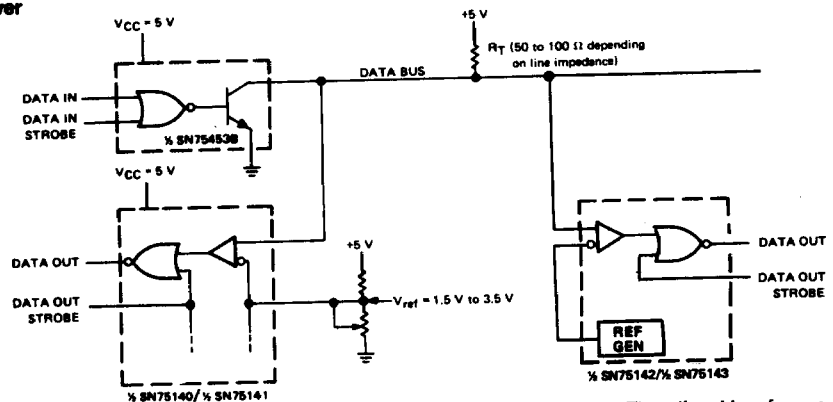 ver
VCC = 5 V
+5 V
RT (50 to 100 Ω depending
on line impedance)
DATA BUS
DATA IN
DATA IN
STROBE
½ SN75453B
VCC = 5 V
DATA OUT
DATA OUT
STROBE
+5 V
Vref = 1.5 V to 3.5 V
½ SN75140/½ SN75141
DATA OUT
DATA OUT
STROBE
REF
GEN
½ SN75142/½ SN75143